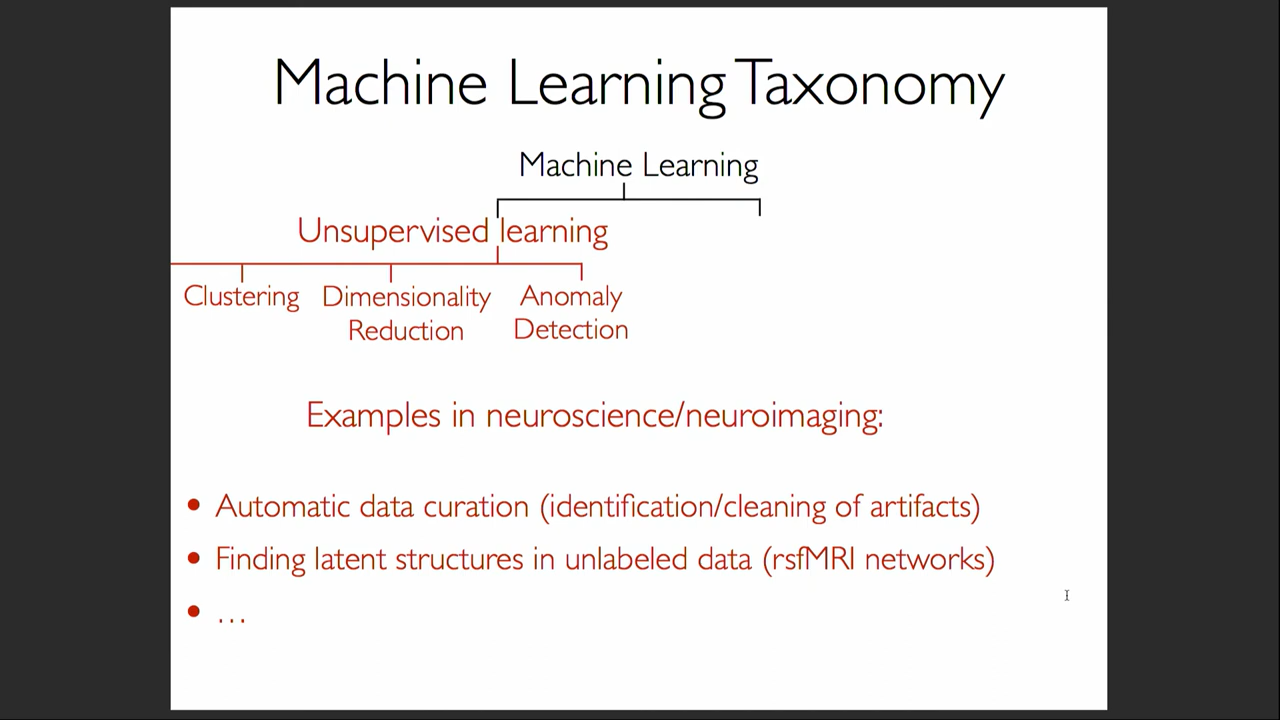 Machine Learning Taxonomy
Machine Learning
Unsupervised learning
Clustering
Dimensionality
Reduction
Anomaly
Detection
Examples in neuroscience/neuroimaging:
• Automatic data curation (identification/cleaning of artifacts)
• Finding latent structures in unlabeled data (rsfMRI networks)
• …